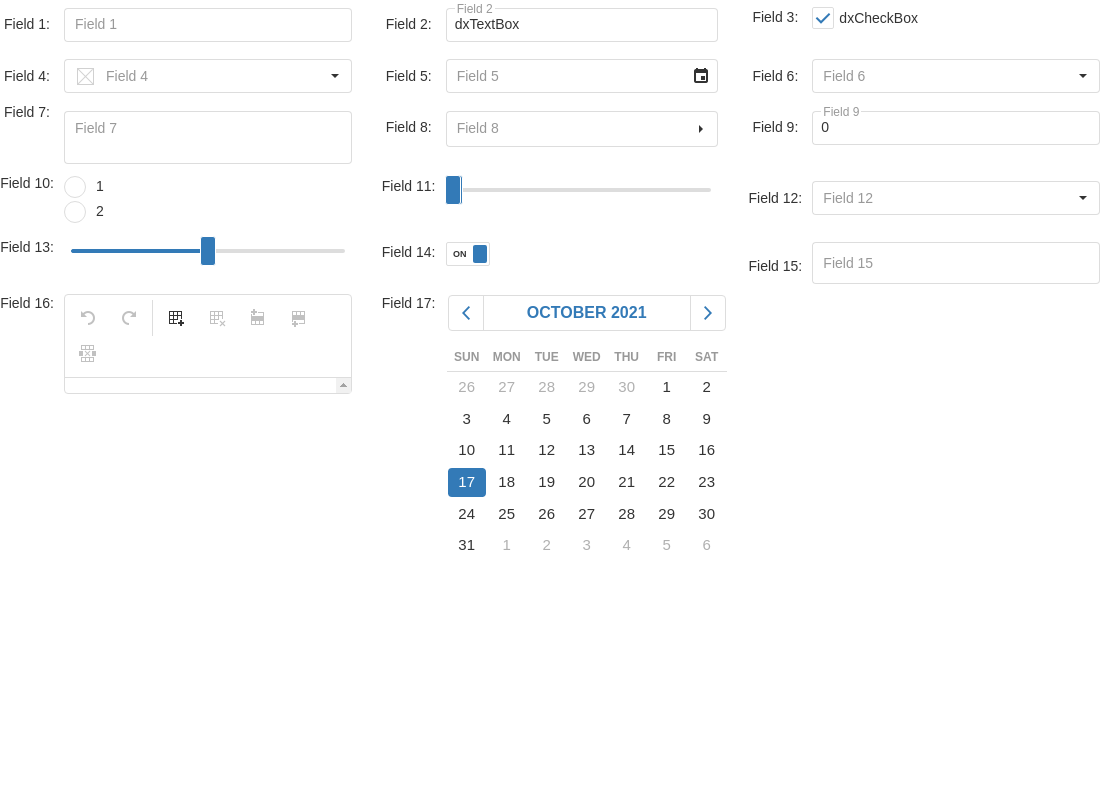 Field 1: Field 1
Field 2: Field 2
dxTextBox
Field 3: dxCheckBox
Field 4: Field 4
Field 5: Field 5
Field 6: Field 6
Field 7: Field 7
Field 8: Field 8
Field 9: Field 9
0
Field 10: 1
2
Field 11:
Field 12: Field 12
Field 13:
Field 14: ON
Field 15: Field 15
Field 16:
Field 17: OCTOBER 2021
SUN MON TUE WED THU FRI SAT
26 27 28 29 30 1 2
3 4 5 6 7 8 9
10 11 12 13 14 15 16
17 18 19 20 21 22 23
24 25 26 27 28 29 30
31 1 2 3 4 5 6